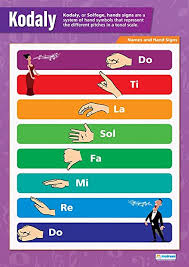 Kodaly
Kodaly, or Solfege, hands signs are a
system of hand symbols that represent
the different pitches in a tonal scale.
Names and Hand Signs
Do
Ti
La
Sol
Fa
Mi
Re
Do